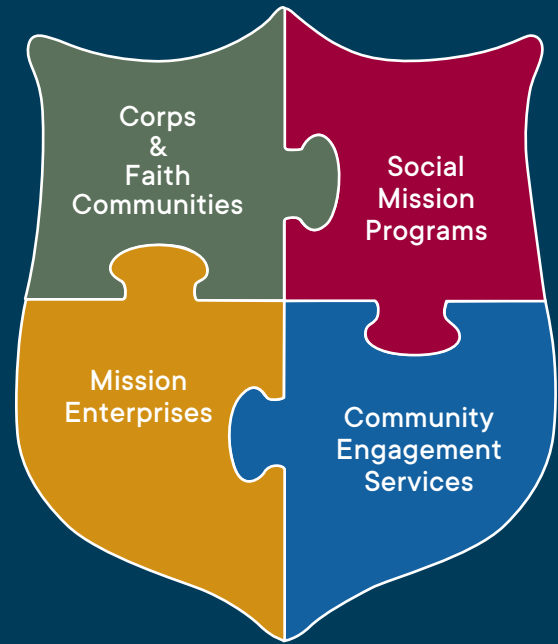 Corps
&
Faith
Communities
Social
Mission
Programs
Mission
Enterprises
Community
Engagement
Services